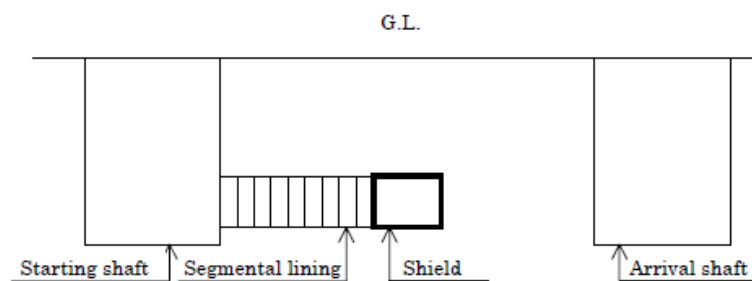 G.L.
Starting shaft
Segmental lining
Shield
Arrival shaft